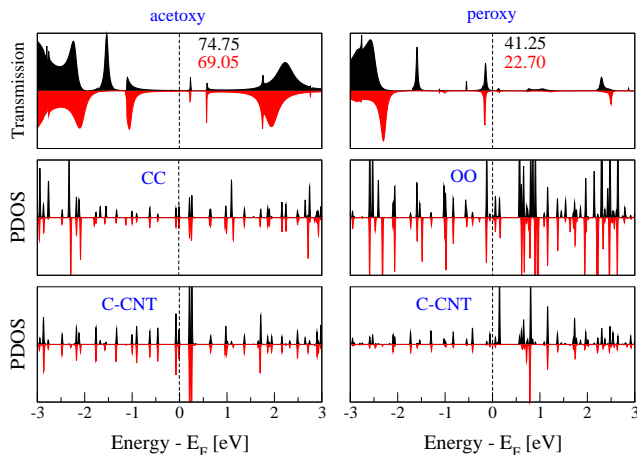 acetoxy
peroxy
Transmission
74.75
69.05
41.25
22.70
PDOS
CC
OO
PDOS
C-CNT
C-CNT
-3 -2 -1 0 1 2 3
-3 -2 -1 0 1 2 3
Energy - E_F [eV]
Energy - E_F [eV]